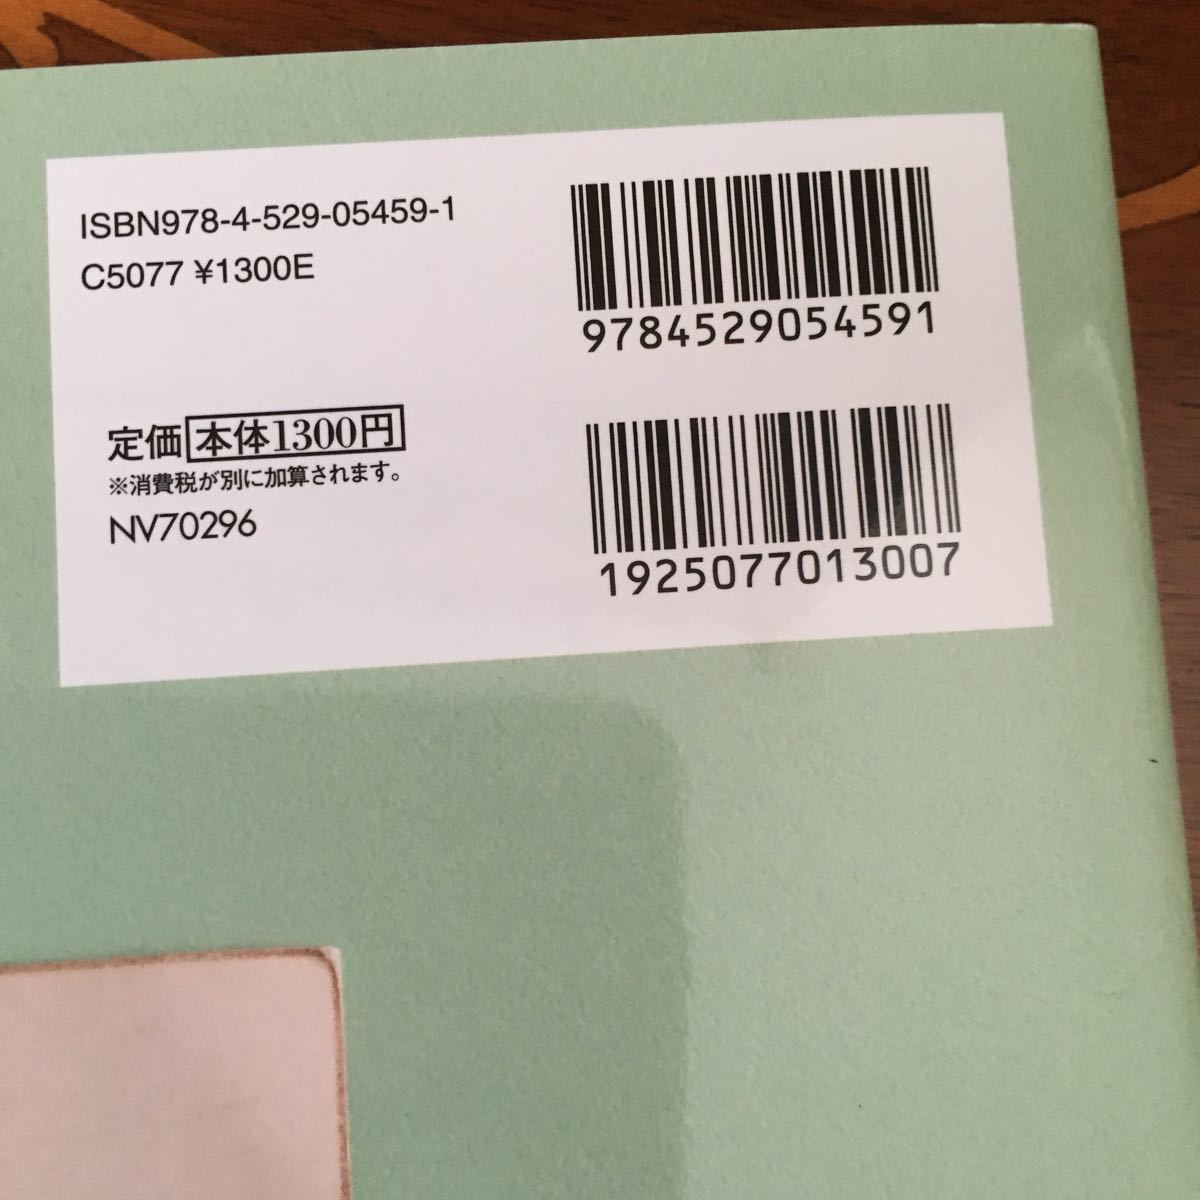 ISBN978-4-529-05459-1
C5077 ¥1300E
9784529054591
定価 本体1300円
※消費税が別に加算されます。
NV70296
1925077013007